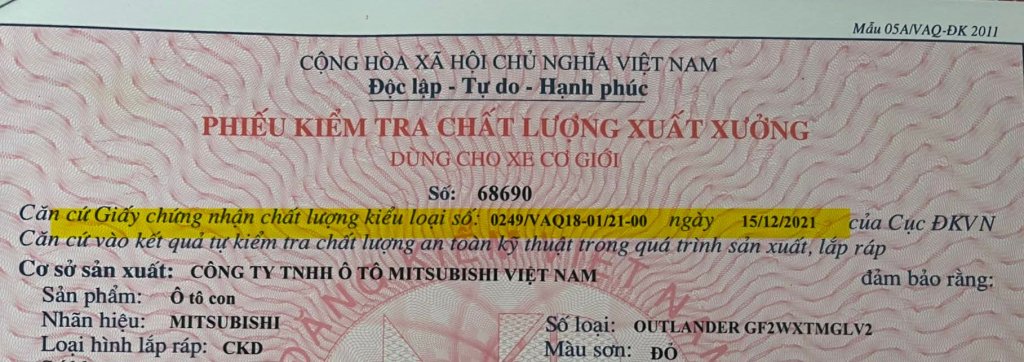 Mẫu 05A/VAQ-ĐK 2011
CỘNG HÒA XÃ HỘI CHỦ NGHĨA VIỆT NAM
Độc lập - Tự do - Hạnh phúc
PHIẾU KIỂM TRA CHẤT LƯỢNG XUẤT XƯỞNG
DÙNG CHO XE CƠ GIỚI
Số: 68690
Căn cứ Giấy chứng nhận chất lượng kiểu loại số: 0249/VAQ18-01/21-00 ngày 15/12/2021 của Cục ĐKVN
Căn cứ vào kết quả tự kiểm tra chất lượng an toàn kỹ thuật trong quá trình sản xuất, lắp ráp
Cơ sở sản xuất: CÔNG TY TNHH Ô TÔ MITSUBISHI VIỆT NAM đảm bảo rằng:
Sản phẩm: Ô tô con
Nhãn hiệu: MITSUBISHI Số loại: OUTLANDER GF2WXTMGLV2
Loại hình lắp ráp: CKD Màu sơn: ĐỎ